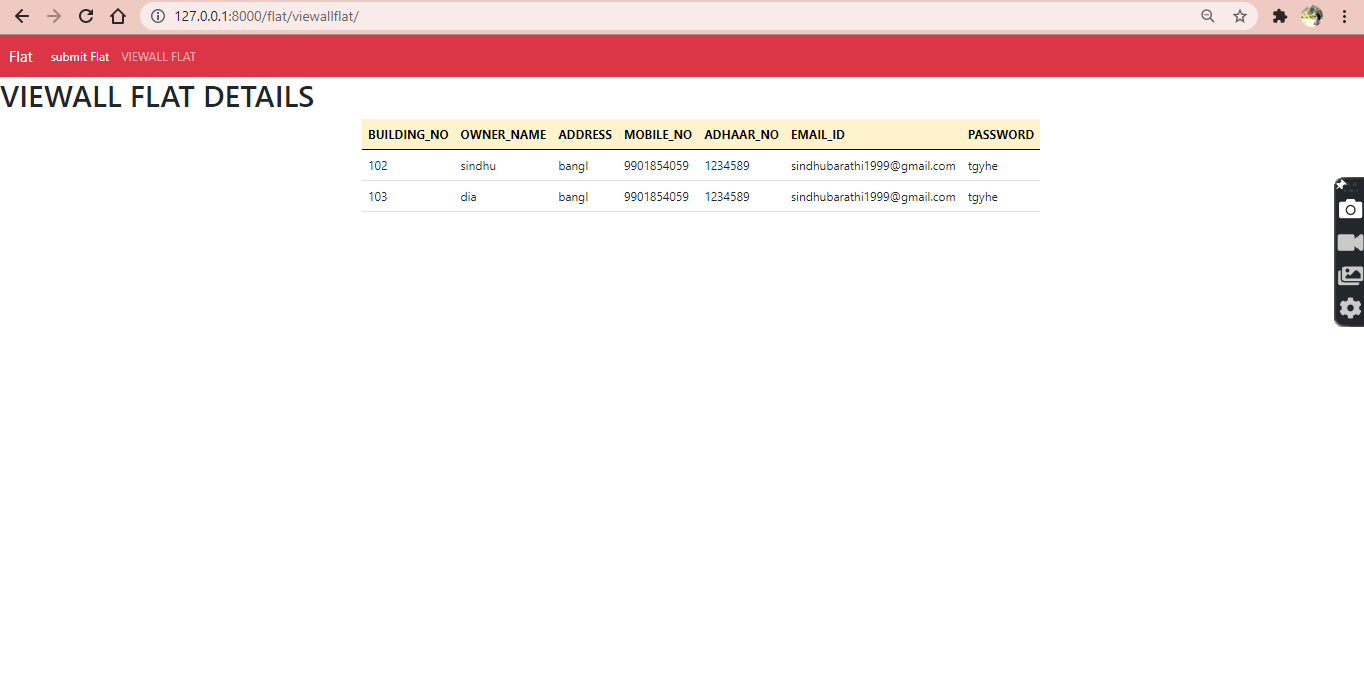 127.0.0.1:8000/flat/viewallflat/
Flat submit Flat VIEWALL FLAT
VIEWALL FLAT DETAILS
BUILDING_NO OWNER_NAME ADDRESS MOBILE_NO ADHAAR_NO EMAIL_ID PASSWORD
102 sindhu bangl 9901854059 1234589 sindhubarathi1999@gmail.com tgyhe
103 dia bangl 9901854059 1234589 sindhubarathi1999@gmail.com tgyhe